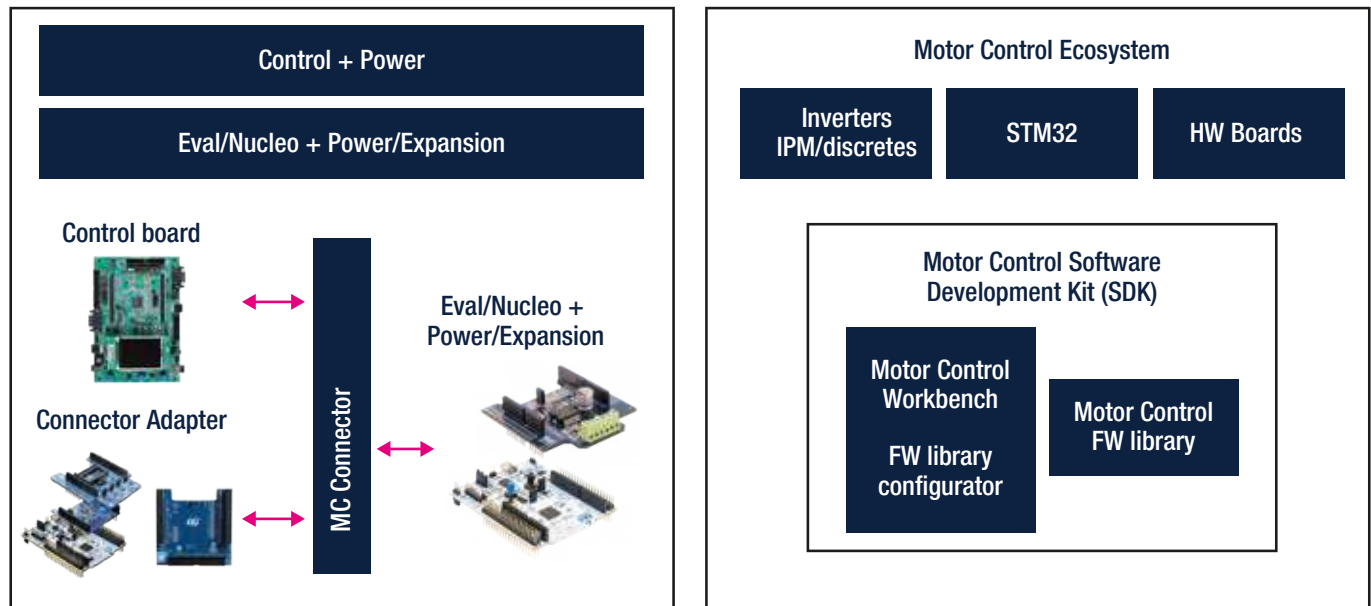 Control + Power
Eval/Nucleo + Power/Expansion
Control board
Connector Adapter
MC Connector
Eval/Nucleo +
Power/Expansion
Motor Control Ecosystem
Inverters
IPM/discretes
STM32
HW Boards
Motor Control Software
Development Kit (SDK)
Motor Control
Workbench
FW library
configurator
Motor Control
FW library